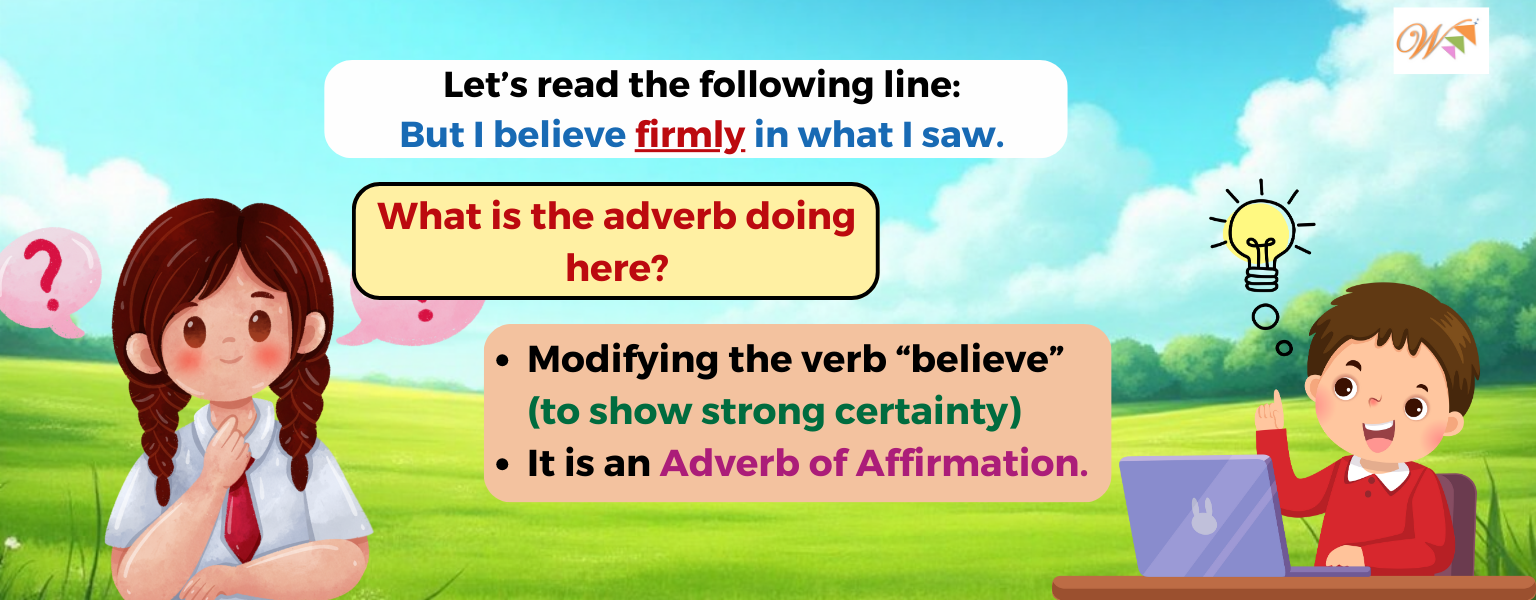 W
Let’s read the following line:
But I believe firmly in what I saw.
What is the adverb doing
here?
• Modifying the verb “believe”
(to show strong certainty)
• It is an Adverb of Affirmation.
? 
?